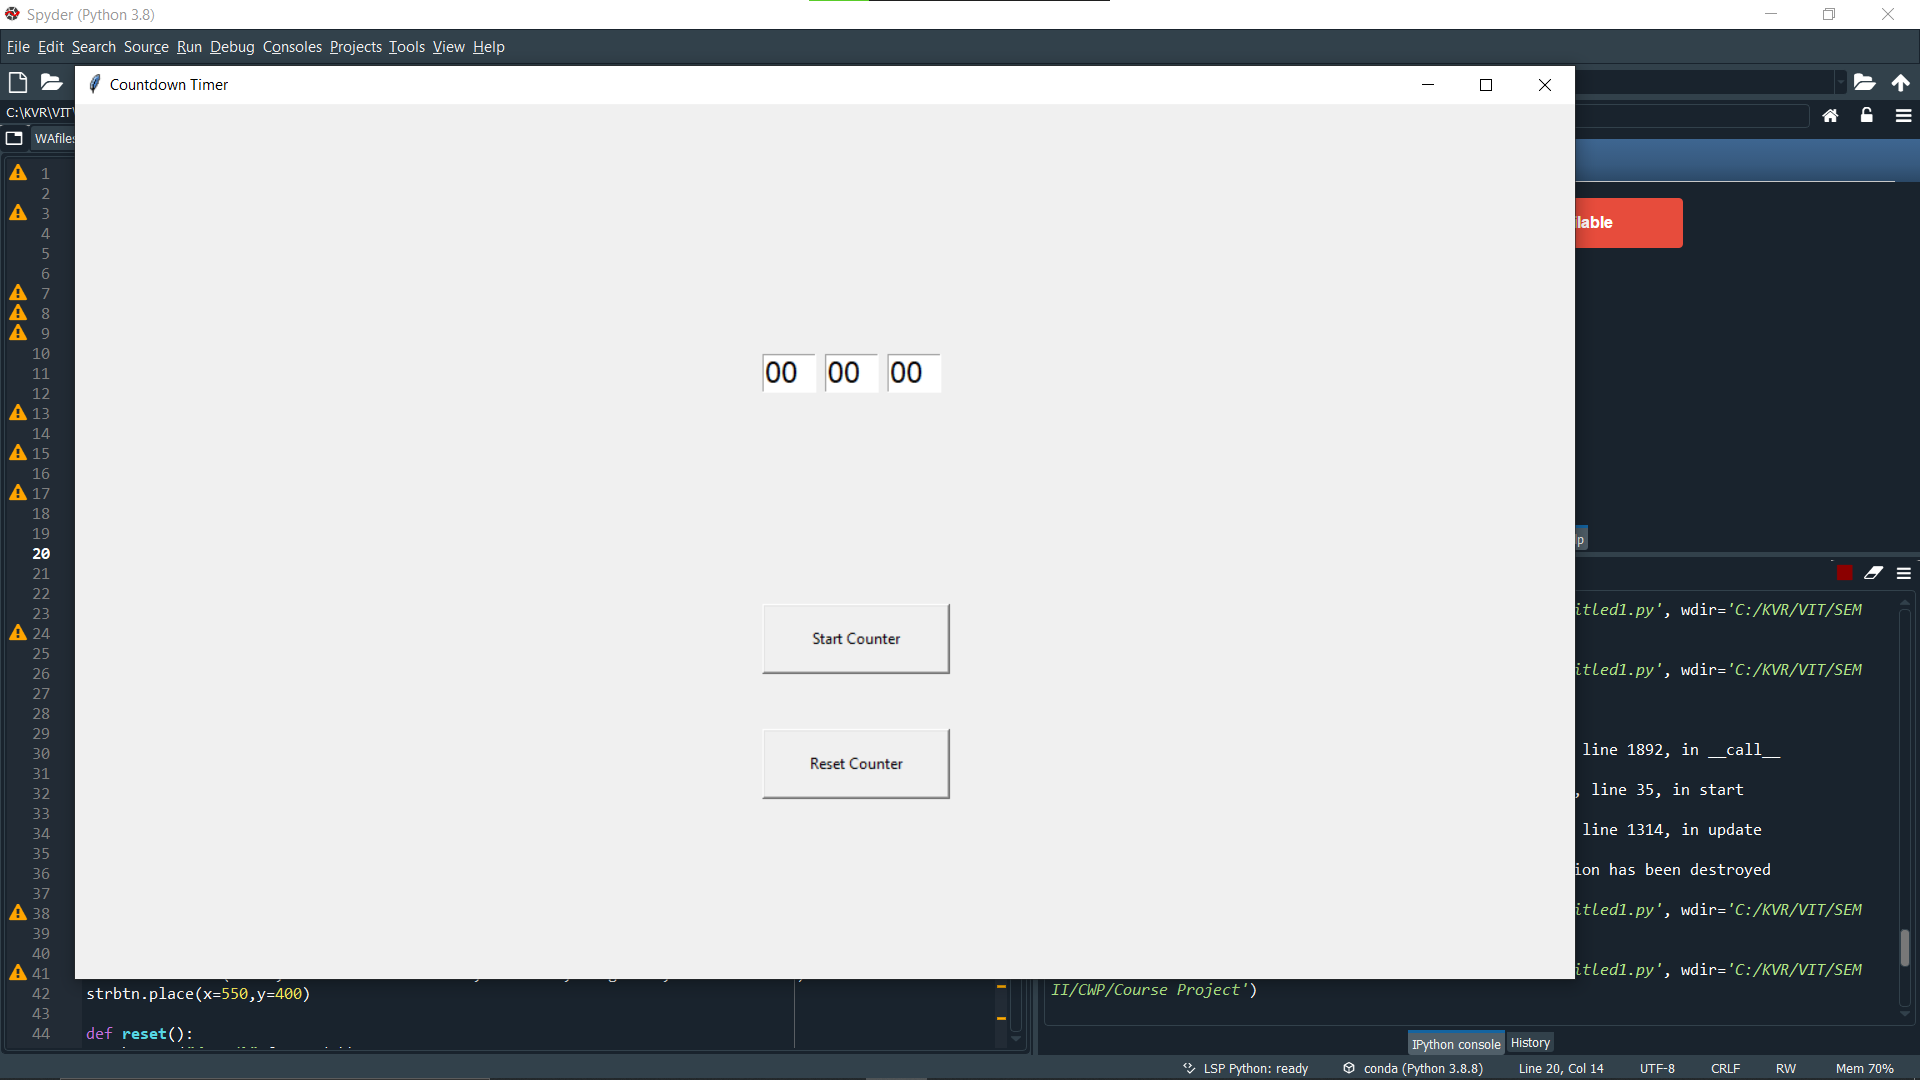 Spyder (Python 3.8)
File Edit Search Source Run Debug Consoles Projects Tools View Help
Countdown Timer
C:\KVR\VIT\
WAfiles
1
2
3
4
5
6
7
8
9
10
11
12
13
14
15
16
17
18
19
20
21
22
23
24
25
26
27
28
29
30
31
32
33
34
35
36
37
38
39
40
41
42
43
44
00 00 00
Start Counter
Reset Counter
strbtn.place(x=550,y=400)
def reset():
ilable
lp
itled1.py', wdir='C:/KVR/VIT/SEM
itled1.py', wdir='C:/KVR/VIT/SEM
line 1892, in __call__
, line 35, in start
line 1314, in update
ion has been destroyed
itled1.py', wdir='C:/KVR/VIT/SEM
itled1.py', wdir='C:/KVR/VIT/SEM
II/CWP/Course Project')
IPython console History
LSP Python: ready conda (Python 3.8.8) Line 20, Col 14 UTF-8 CRLF RW Mem 70%